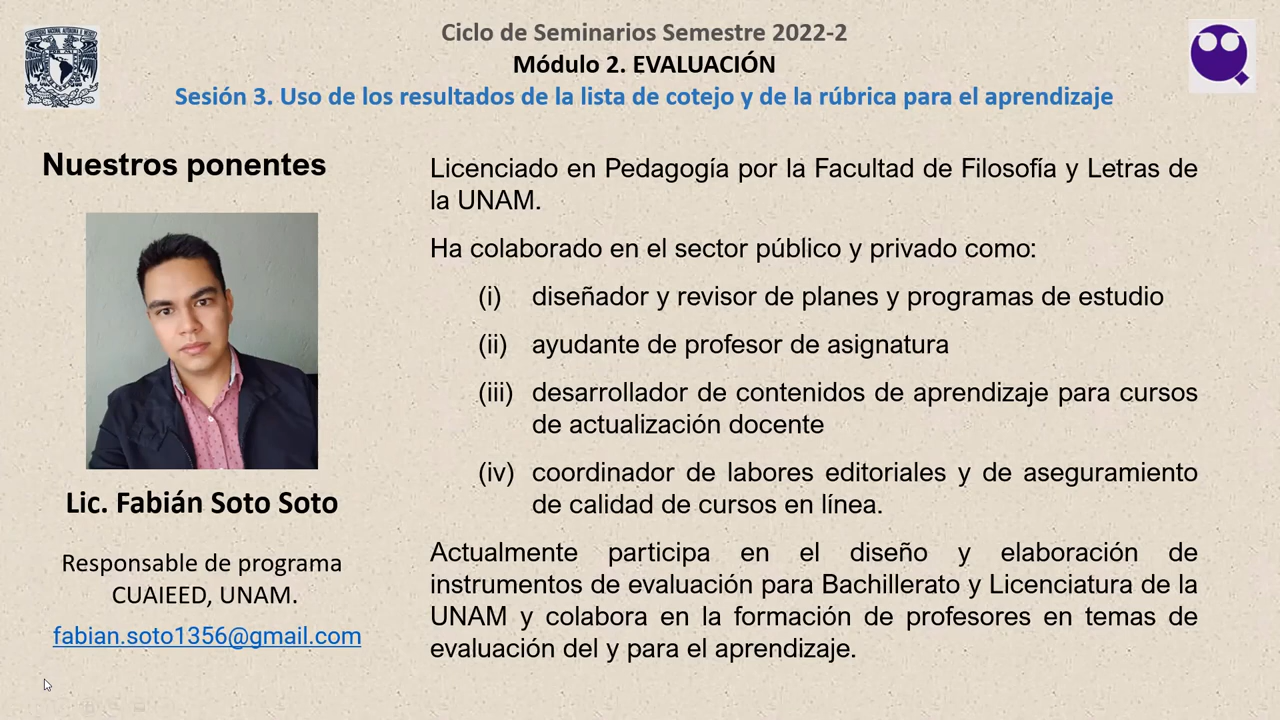 Ciclo de Seminarios Semestre 2022-2
Módulo 2. EVALUACIÓN
Sesión 3. Uso de los resultados de la lista de cotejo y de la rúbrica para el aprendizaje
Nuestros ponentes
Lic. Fabián Soto Soto
Responsable de programa
CUAIEED, UNAM.
fabian.soto1356@gmail.com
Licenciado en Pedagogía por la Facultad de Filosofía y Letras de
la UNAM.
Ha colaborado en el sector público y privado como:
(i) diseñador y revisor de planes y programas de estudio
(ii) ayudante de profesor de asignatura
(iii) desarrollador de contenidos de aprendizaje para cursos
de actualización docente
(iv) coordinador de labores editoriales y de aseguramiento
de calidad de cursos en línea.
Actualmente participa en el diseño y elaboración de
instrumentos de evaluación para Bachillerato y Licenciatura de la
UNAM y colabora en la formación de profesores en temas de
evaluación del y para el aprendizaje.